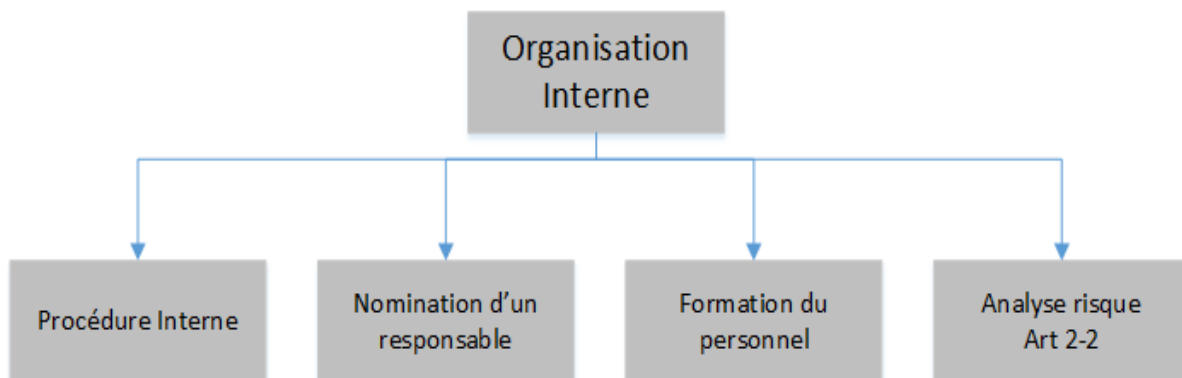 Organisation
Interne
Procédure Interne
Nomination d’un
responsable
Formation du
personnel
Analyse risque
Art 2-2